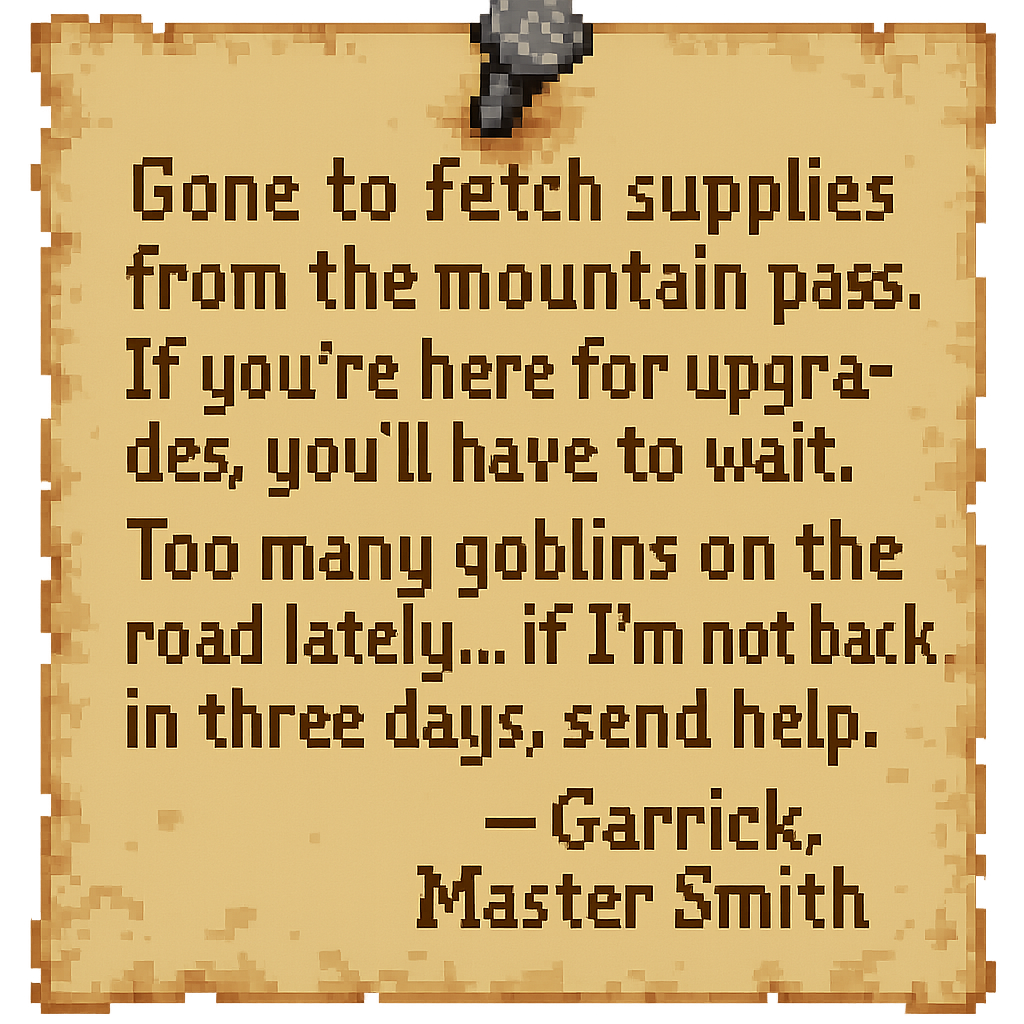 Gone to fetch supplies
from the mountain pass.
If you're here for upgra-
des, you'll have to wait.
Too many goblins on the
road lately... if I'm not back
in three days, send help.
– Garrick,
Master Smith